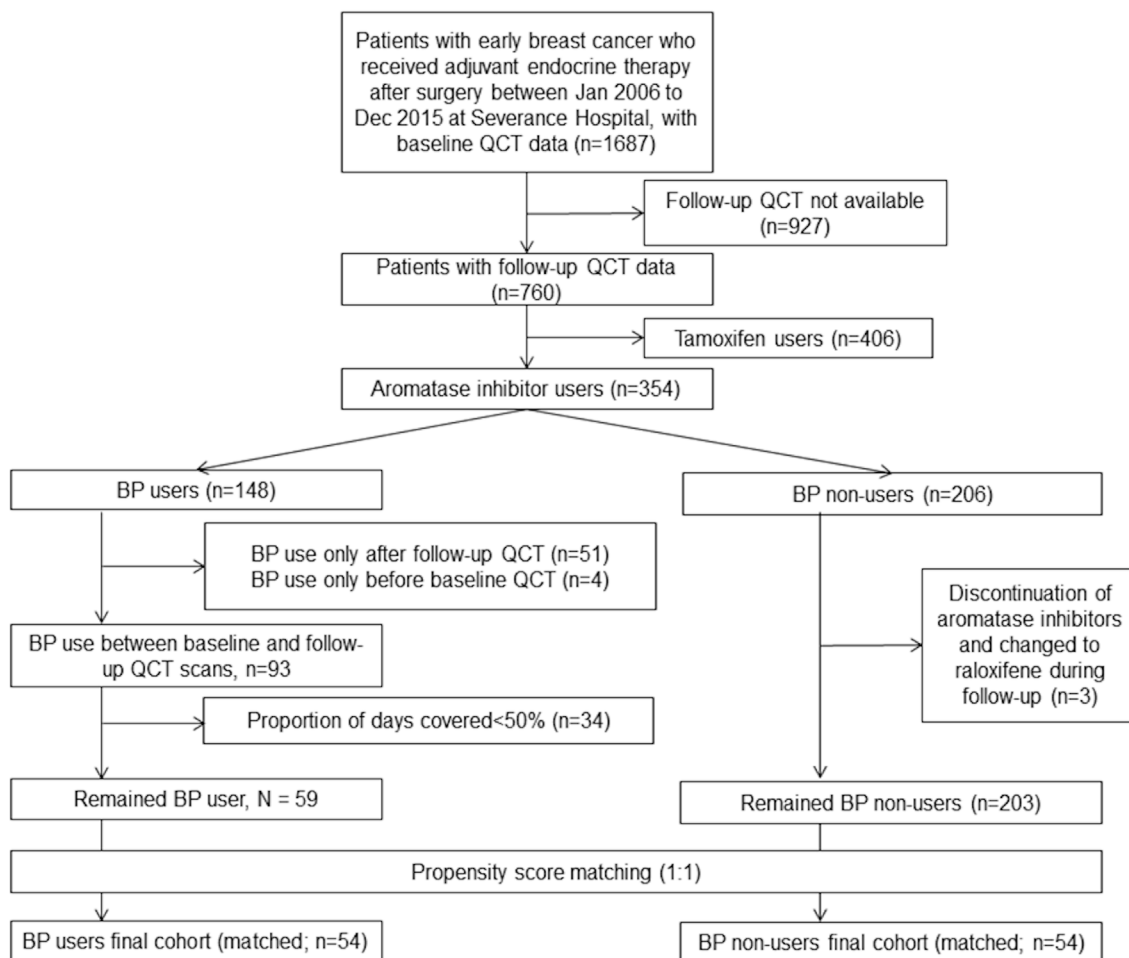 Patients with early breast cancer who
received adjuvant endocrine therapy
after surgery between Jan 2006 to
Dec 2015 at Severance Hospital, with
baseline QCT data (n=1687)
Follow-up QCT not available
(n=927)
Patients with follow-up QCT data
(n=760)
Tamoxifen users (n=406)
Aromatase inhibitor users (n=354)
BP users (n=148)
BP non-users (n=206)
BP use only after follow-up QCT (n=51)
BP use only before baseline QCT (n=4)
Discontinuation of
aromatase inhibitors
and changed to
raloxifene during
follow-up (n=3)
BP use between baseline and follow-
up QCT scans, n=93
Proportion of days covered<50% (n=34)
Remained BP user, N = 59
Remained BP non-users (n=203)
Propensity score matching (1:1)
BP users final cohort (matched; n=54)
BP non-users final cohort (matched; n=54)